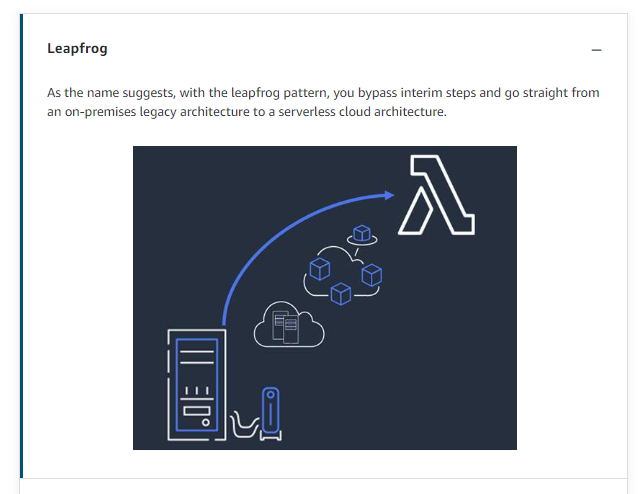 Leapfrog
As the name suggests, with the leapfrog pattern, you bypass interim steps and go straight from
an on-premises legacy architecture to a serverless cloud architecture.